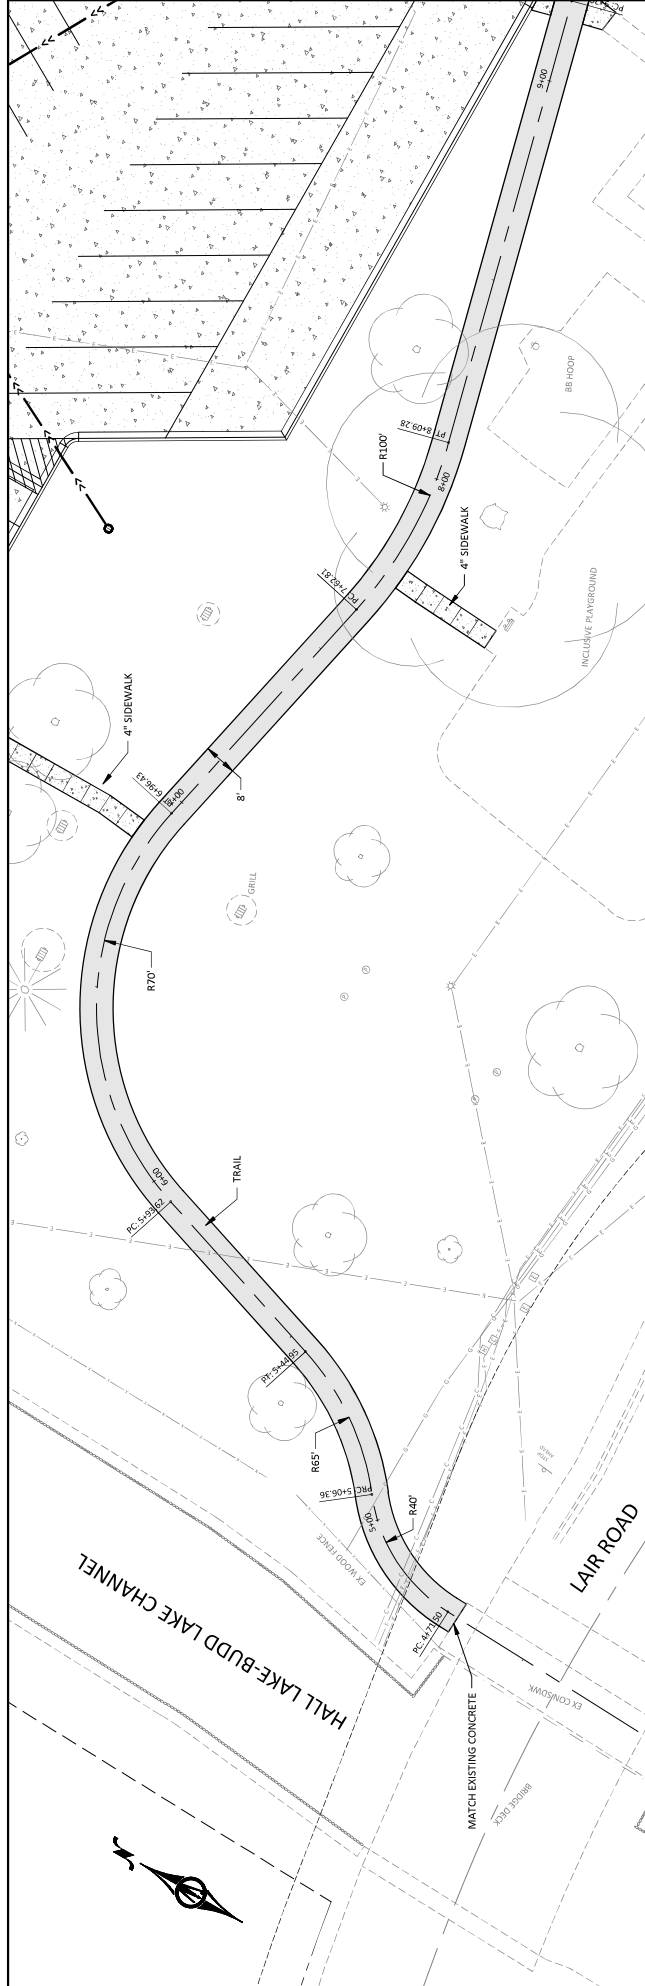 9+00
BB HOOP
PT: 8+09.28
R100'
8+00
4" SIDEWALK
PC: 7+62.81
INCLUSIVE PLAYGROUND
4" SIDEWALK
PT: 6+96.43
7+00
8'
GRILL
R70'
6+00
PC: 5+93.62
TRAIL
PT: 5+44.95
R65'
PRC: 5+06.36
5+00
R40'
EX WOOD FENCE
PC: 4+71.50
LAIR ROAD
HALL LAKE-BUDD LAKE CHANNEL
MATCH EXISTING CONCRETE
EX CON/SDWK
BRIDGE DECK
N